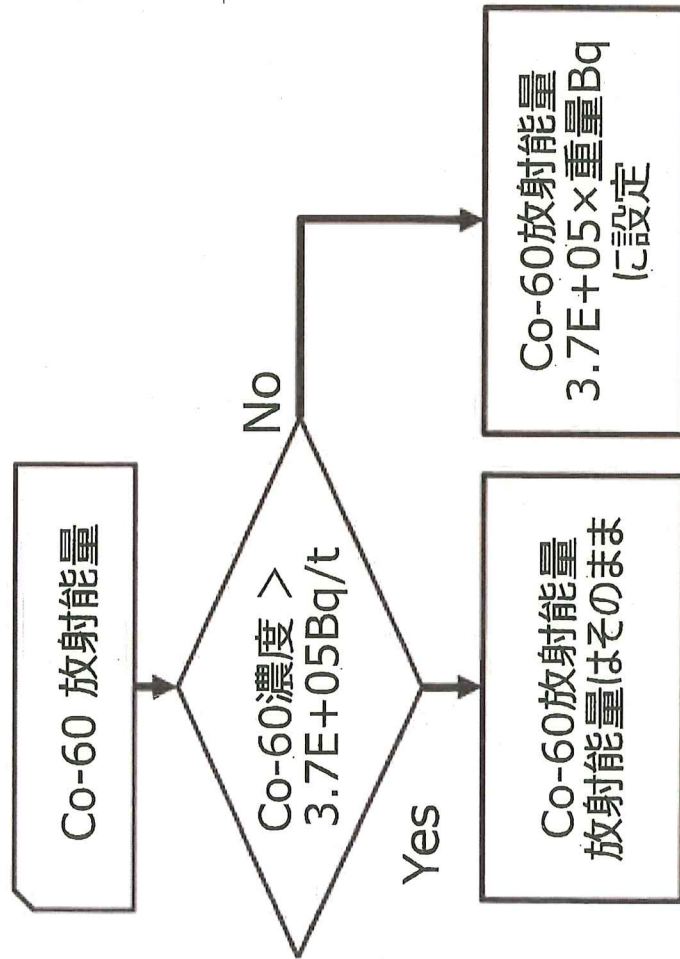 Co-60 放射能量
Co-60濃度 >
3.7E+05Bq/t
Yes
No
Co-60放射能量
放射能量はそのまま
Co-60放射能量
3.7E+05×重量Bq
に設定